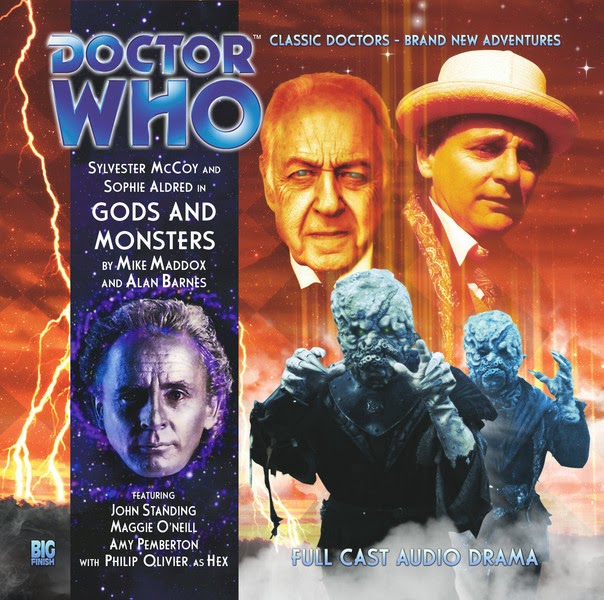 DOCTOR WHO™
CLASSIC DOCTORS - BRAND NEW ADVENTURES
SYLVESTER MCCOY AND
SOPHIE ALDRED IN
GODS AND
MONSTERS
BY MIKE MADDOX
AND ALAN BARNES
FEATURING
JOHN STANDING
MAGGIE O'NEILL
AMY PEMBERTON
WITH PHILIP OLIVIER AS HEX
BIG
FINISH
FULL CAST AUDIO DRAMA